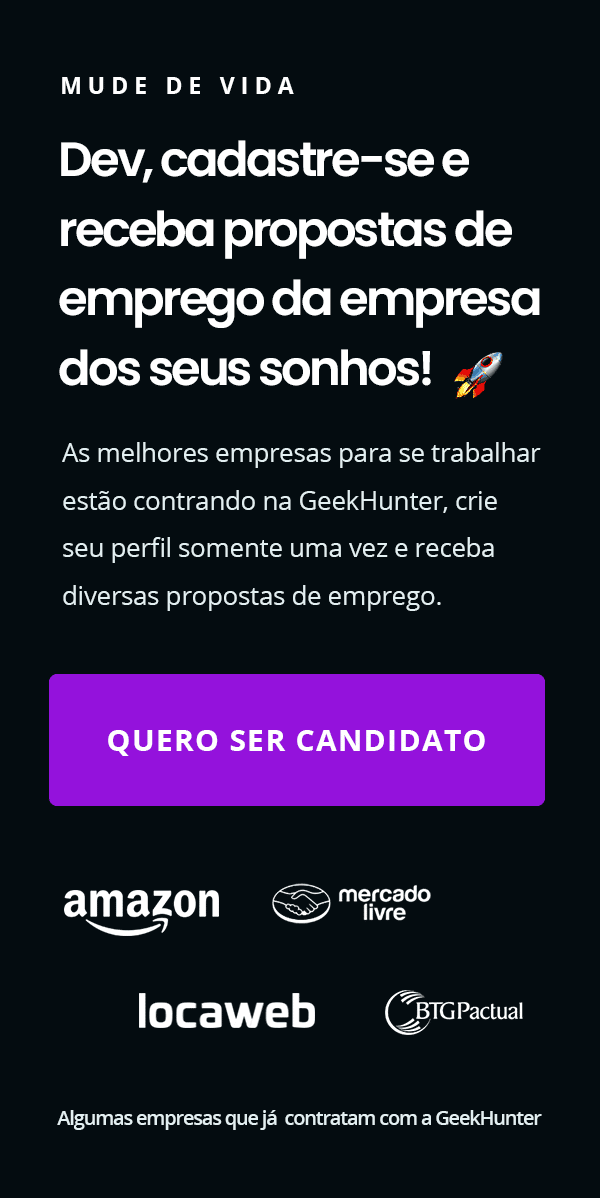 MUDE DE VIDA
Dev, cadastre-se e
receba propostas de
emprego da empresa
dos seus sonhos! 🚀
As melhores empresas para se trabalhar
estão contrando na GeekHunter, crie
seu perfil somente uma vez e receba
diversas propostas de emprego.
QUERO SER CANDIDATO
amazon
mercado
livre
locaweb
BTGPactual
Algumas empresas que já contratam com a GeekHunter